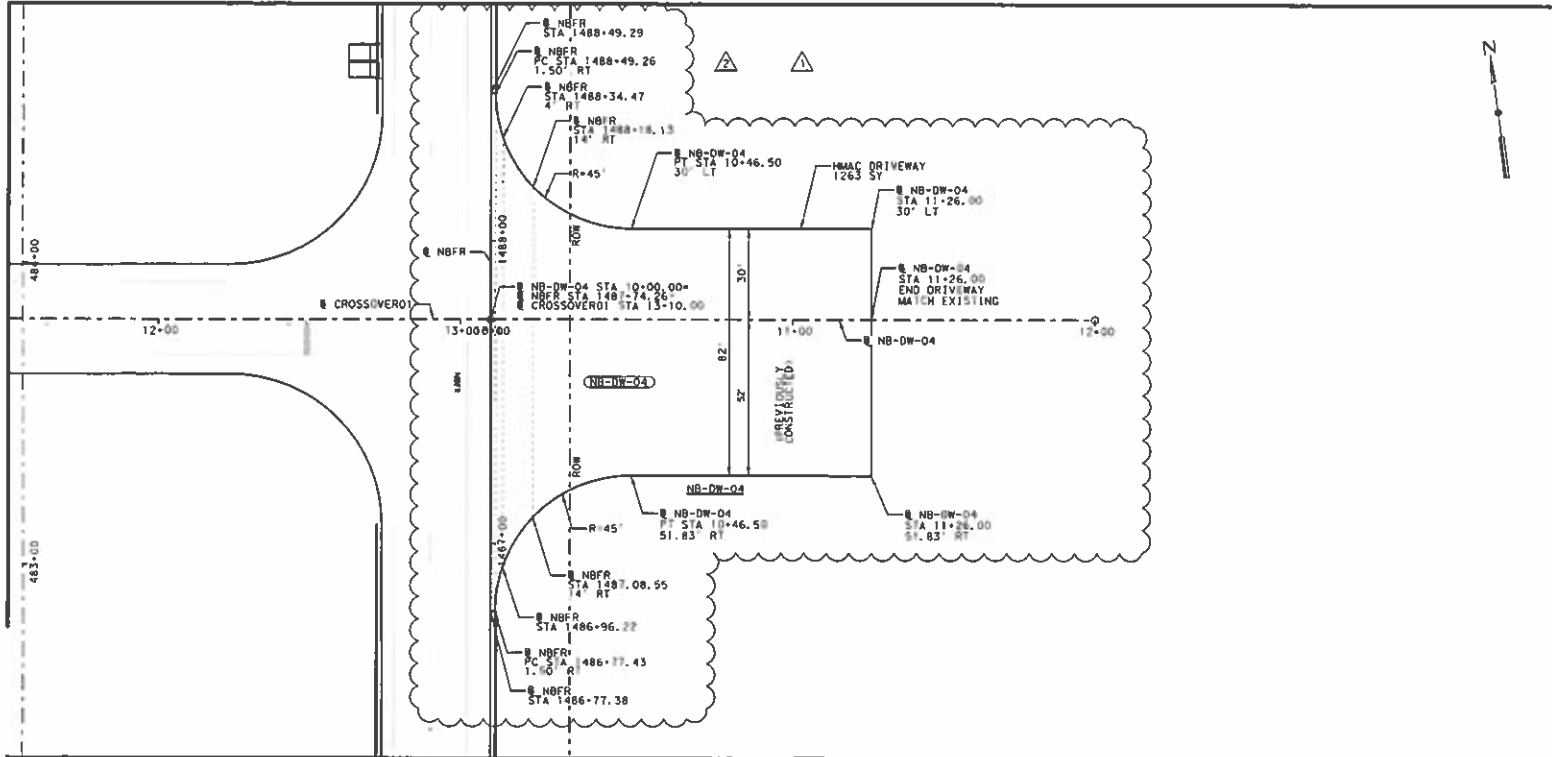 ℄ NBFR
STA 1488+49.29
℄ NBFR
PC STA 1488+49.26
1.50' RT
℄ NBFR
STA 1488+34.47
4' RT
℄ NBFR
STA 1488+18.13
14' RT
R=45'
2
1
N
℄ NB-DW-04
PT STA 10+46.50
30' LT
HMAC DRIVEWAY
1263 SY
℄ NB-DW-04
STA 11+26.00
30' LT
484+00
℄ NBFR
1488+00
ROW
℄ CROSSOVER01
℄ NB-DW-04 STA 10+00.00=
NBFR STA 1487+74.26
℄ CROSSOVER01 STA 13+10.00
30'
℄ NB-DW-04
STA 11+26.00
END DRIVEWAY
MATCH EXISTING
12+00
13+00
11+00
12+00
℄ NB-DW-04
82'
NB-DW-04
52'
(PREVIOUSLY
CONSTRUCTED)
ROW
NB-DW-04
℄ NB-DW-04
PT STA 10+46.50
51.83' RT
℄ NB-DW-04
STA 11+26.00
51.83' RT
R=45'
1487+00
483+00
℄ NBFR
STA 1487+08.55
14' RT
℄ NBFR
STA 1486+96.22
℄ NBFR
PC STA 1486+77.43
1.50' RT
℄ NBFR
STA 1486+77.38